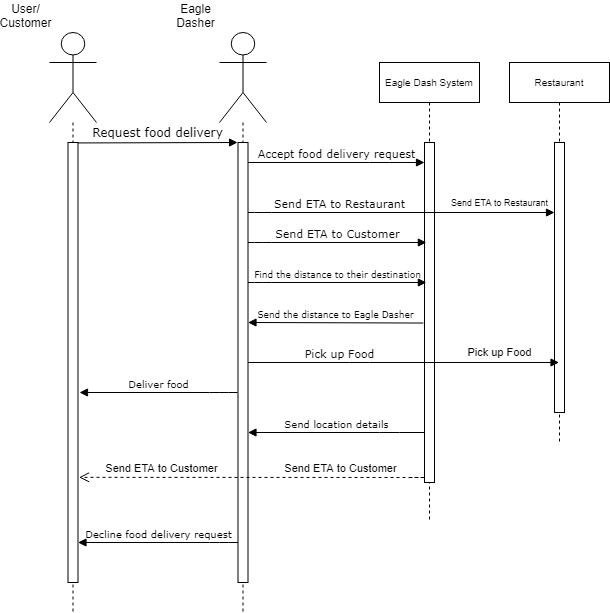 User/
Customer
Eagle
Dasher
Eagle Dash System
Restaurant
Request food delivery
Accept food delivery request
Send ETA to Restaurant
Send ETA to Restaurant
Send ETA to Customer
Find the distance to their destination
Send the distance to Eagle Dasher
Pick up Food
Pick up Food
Deliver food
Send location details
Send ETA to Customer
Send ETA to Customer
Decline food delivery request